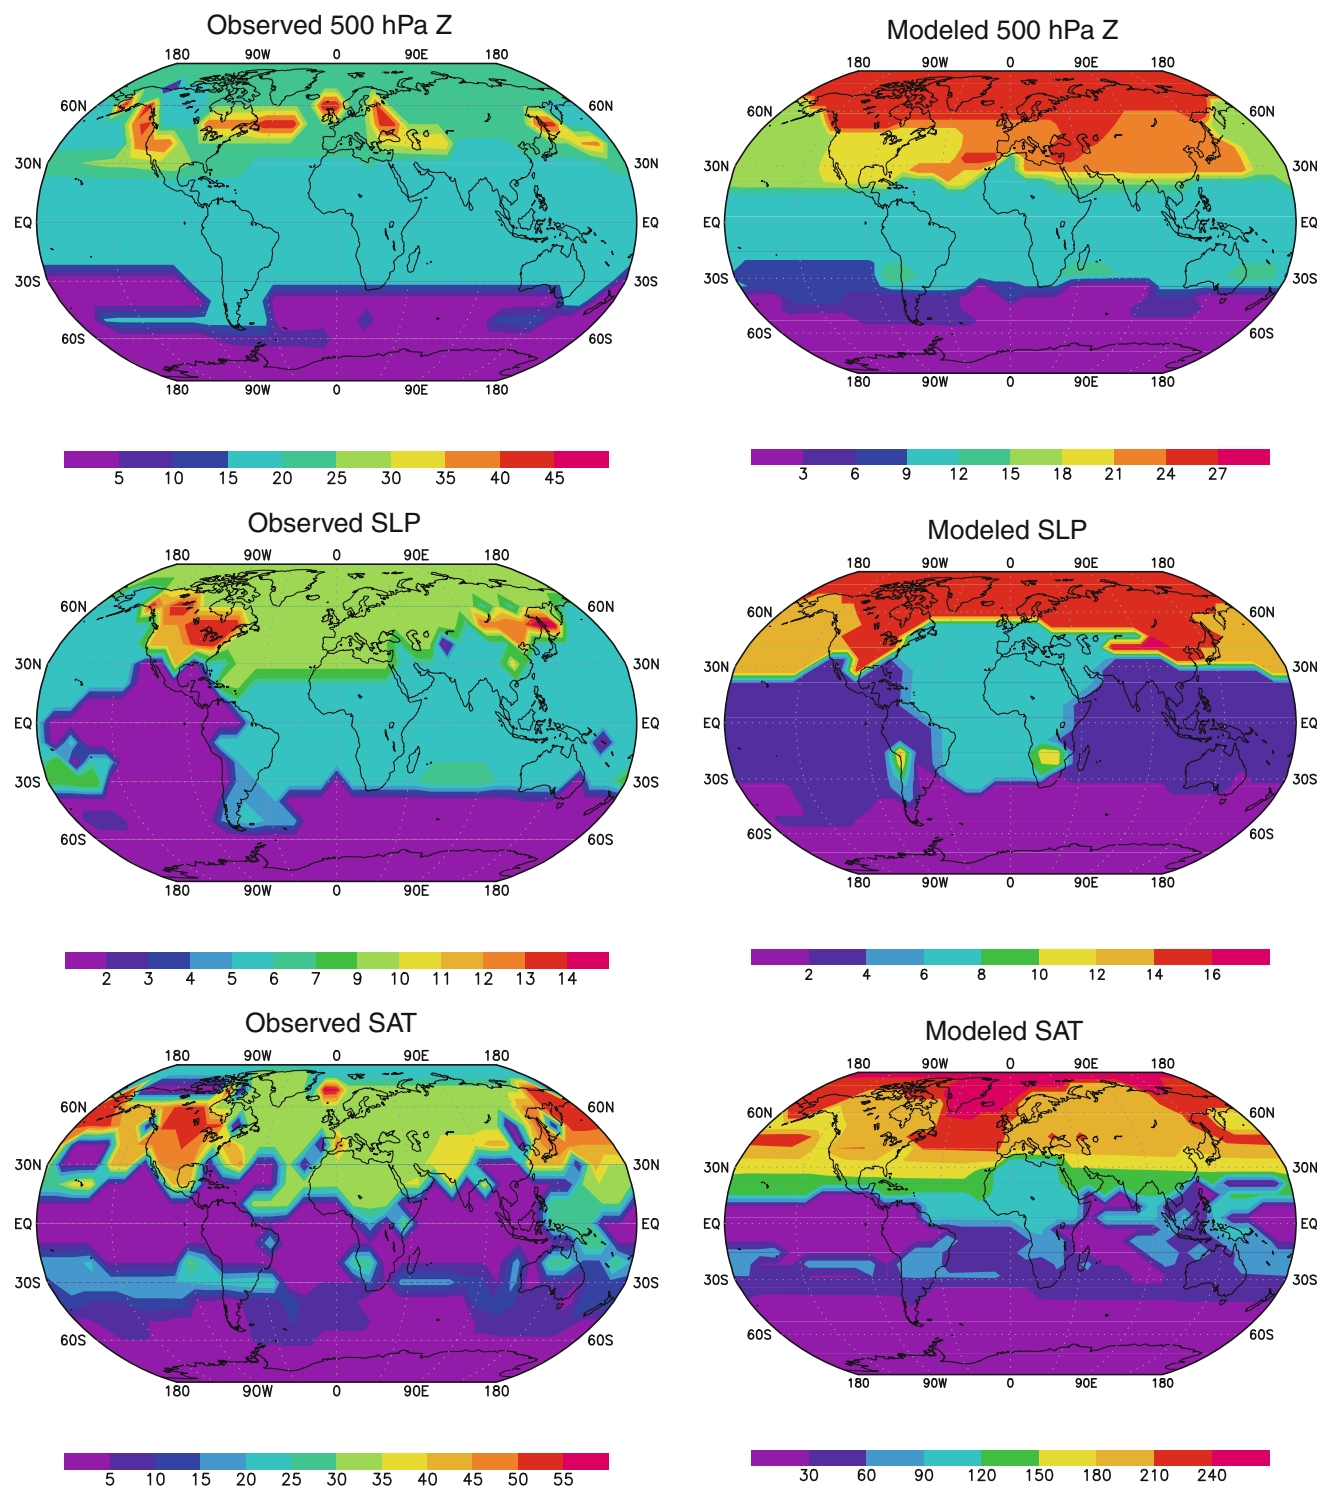 Observed 500 hPa Z
180 90W 0 90E 180
60N 60N
30N 30N
EQ EQ
30S 30S
60S 60S
180 90W 0 90E 180
5 10 15 20 25 30 35 40 45
Modeled 500 hPa Z
180 90W 0 90E 180
60N 60N
30N 30N
EQ EQ
30S 30S
60S 60S
180 90W 0 90E 180
3 6 9 12 15 18 21 24 27
Observed SLP
180 90W 0 90E 180
60N 60N
30N 30N
EQ EQ
30S 30S
60S 60S
180 90W 0 90E 180
2 3 4 5 6 7 9 10 11 12 13 14
Modeled SLP
180 90W 0 90E 180
60N 60N
30N 30N
EQ EQ
30S 30S
60S 60S
180 90W 0 90E 180
2 4 6 8 10 12 14 16
Observed SAT
180 90W 0 90E 180
60N 60N
30N 30N
EQ EQ
30S 30S
60S 60S
180 90W 0 90E 180
5 10 15 20 25 30 35 40 45 50 55
Modeled SAT
180 90W 0 90E 180
60N 60N
30N 30N
EQ EQ
30S 30S
60S 60S
180 90W 0 90E 180
30 60 90 120 150 180 210 240